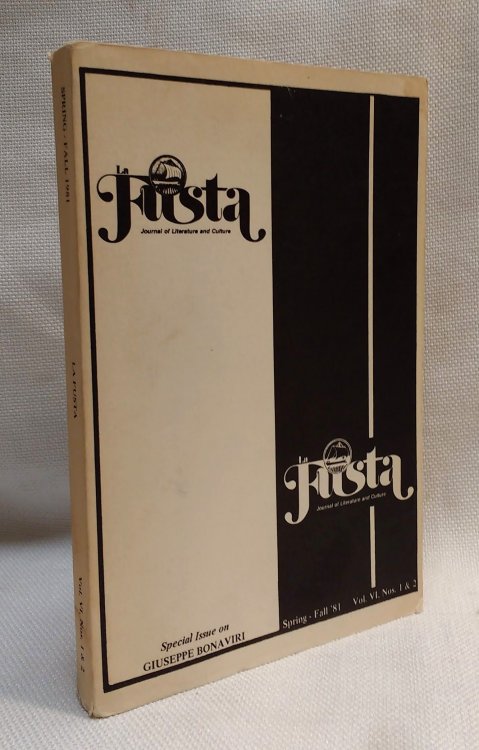 SPRING - FALL 1981
LA FUSTA
Vol. VI, Nos. 1 & 2
La
Fusta
Journal of Literature and Culture
Special Issue on
GIUSEPPE BONAVIRI
La
Fusta
Journal of Literature and Culture
Spring - Fall '81 Vol. VI, Nos. 1 & 2